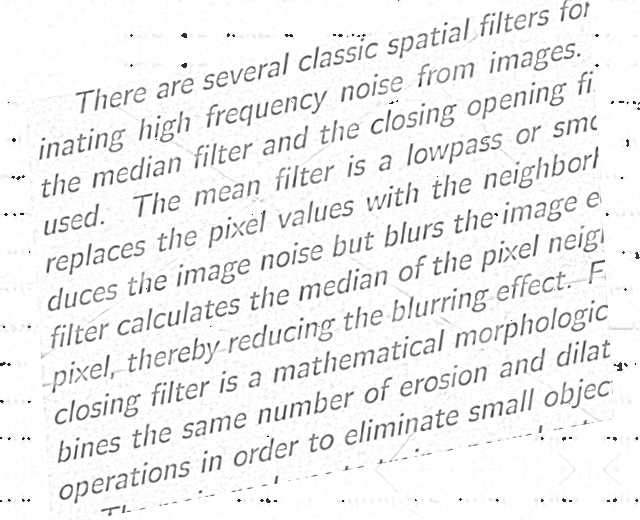 There are several classic spatial filters for
inating high frequency noise from images.
the median filter and the closing opening fi
used. The mean filter is a lowpass or smo
replaces the pixel values with the neighborh
duces the image noise but blurs the image e
filter calculates the median of the pixel neigh
pixel, thereby reducing the blurring effect. F
closing filter is a mathematical morphologic
bines the same number of erosion and dilat
operations in order to eliminate small objec